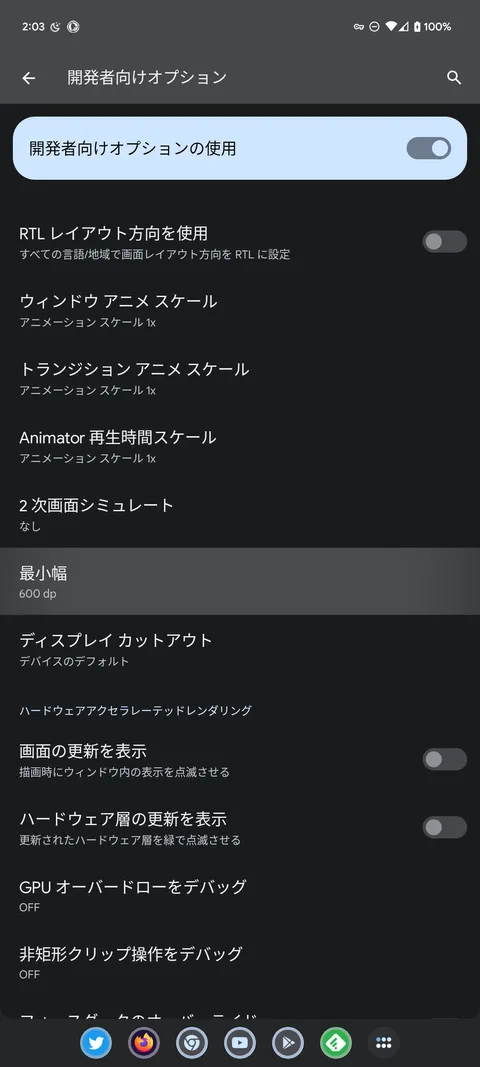 2:03
100%
開発者向けオプション
開発者向けオプションの使用
RTL レイアウト方向を使用
すべての言語/地域で画面レイアウト方向を RTL に設定
ウィンドウ アニメ スケール
アニメーション スケール 1x
トランジション アニメ スケール
アニメーション スケール 1x
Animator 再生時間スケール
アニメーション スケール 1x
2 次画面シミュレート
なし
最小幅
600 dp
ディスプレイ カットアウト
デバイスのデフォルト
ハードウェアアクセラレーテッドレンダリング
画面の更新を表示
描画時にウィンドウ内の表示を点滅させる
ハードウェア層の更新を表示
更新されたハードウェア層を緑で点滅させる
GPU オーバードローをデバッグ
OFF
非矩形クリップ操作をデバッグ
OFF